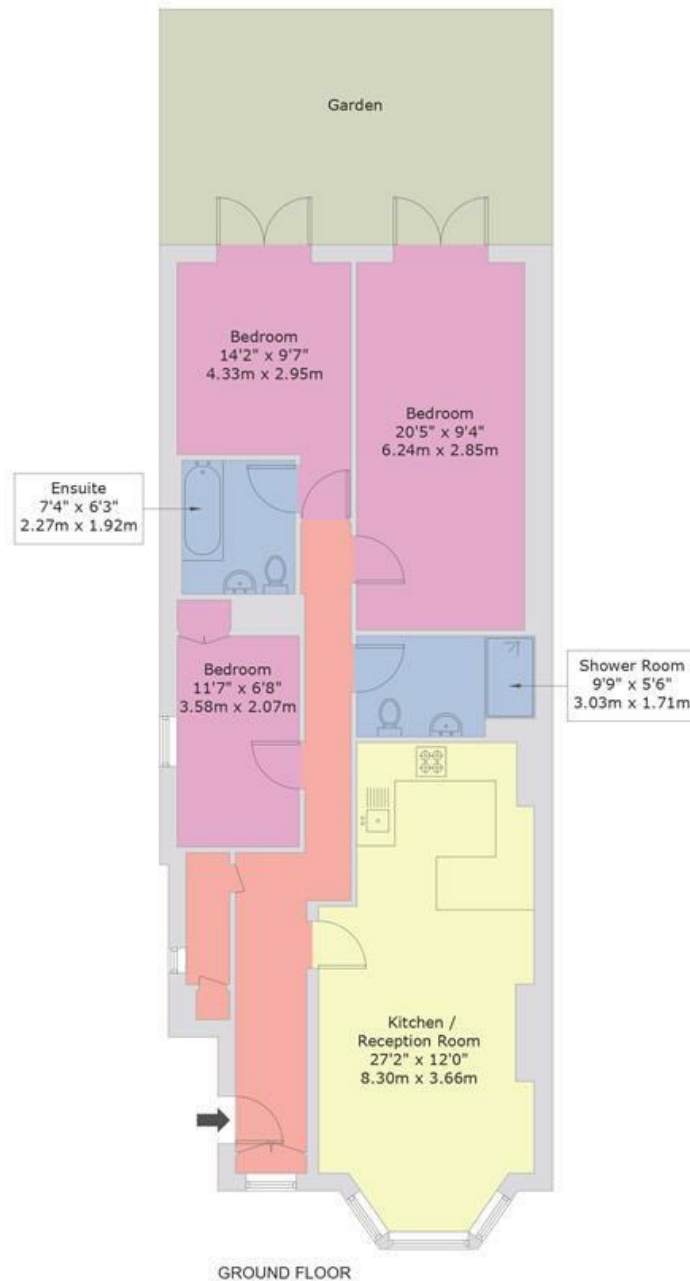 Garden
Bedroom
14'2" x 9'7"
4.33m x 2.95m
Bedroom
20'5" x 9'4"
6.24m x 2.85m
Ensuite
7'4" x 6'3"
2.27m x 1.92m
Bedroom
11'7" x 6'8"
3.58m x 2.07m
Shower Room
9'9" x 5'6"
3.03m x 1.71m
Kitchen /
Reception Room
27'2" x 12'0"
8.30m x 3.66m
GROUND FLOOR